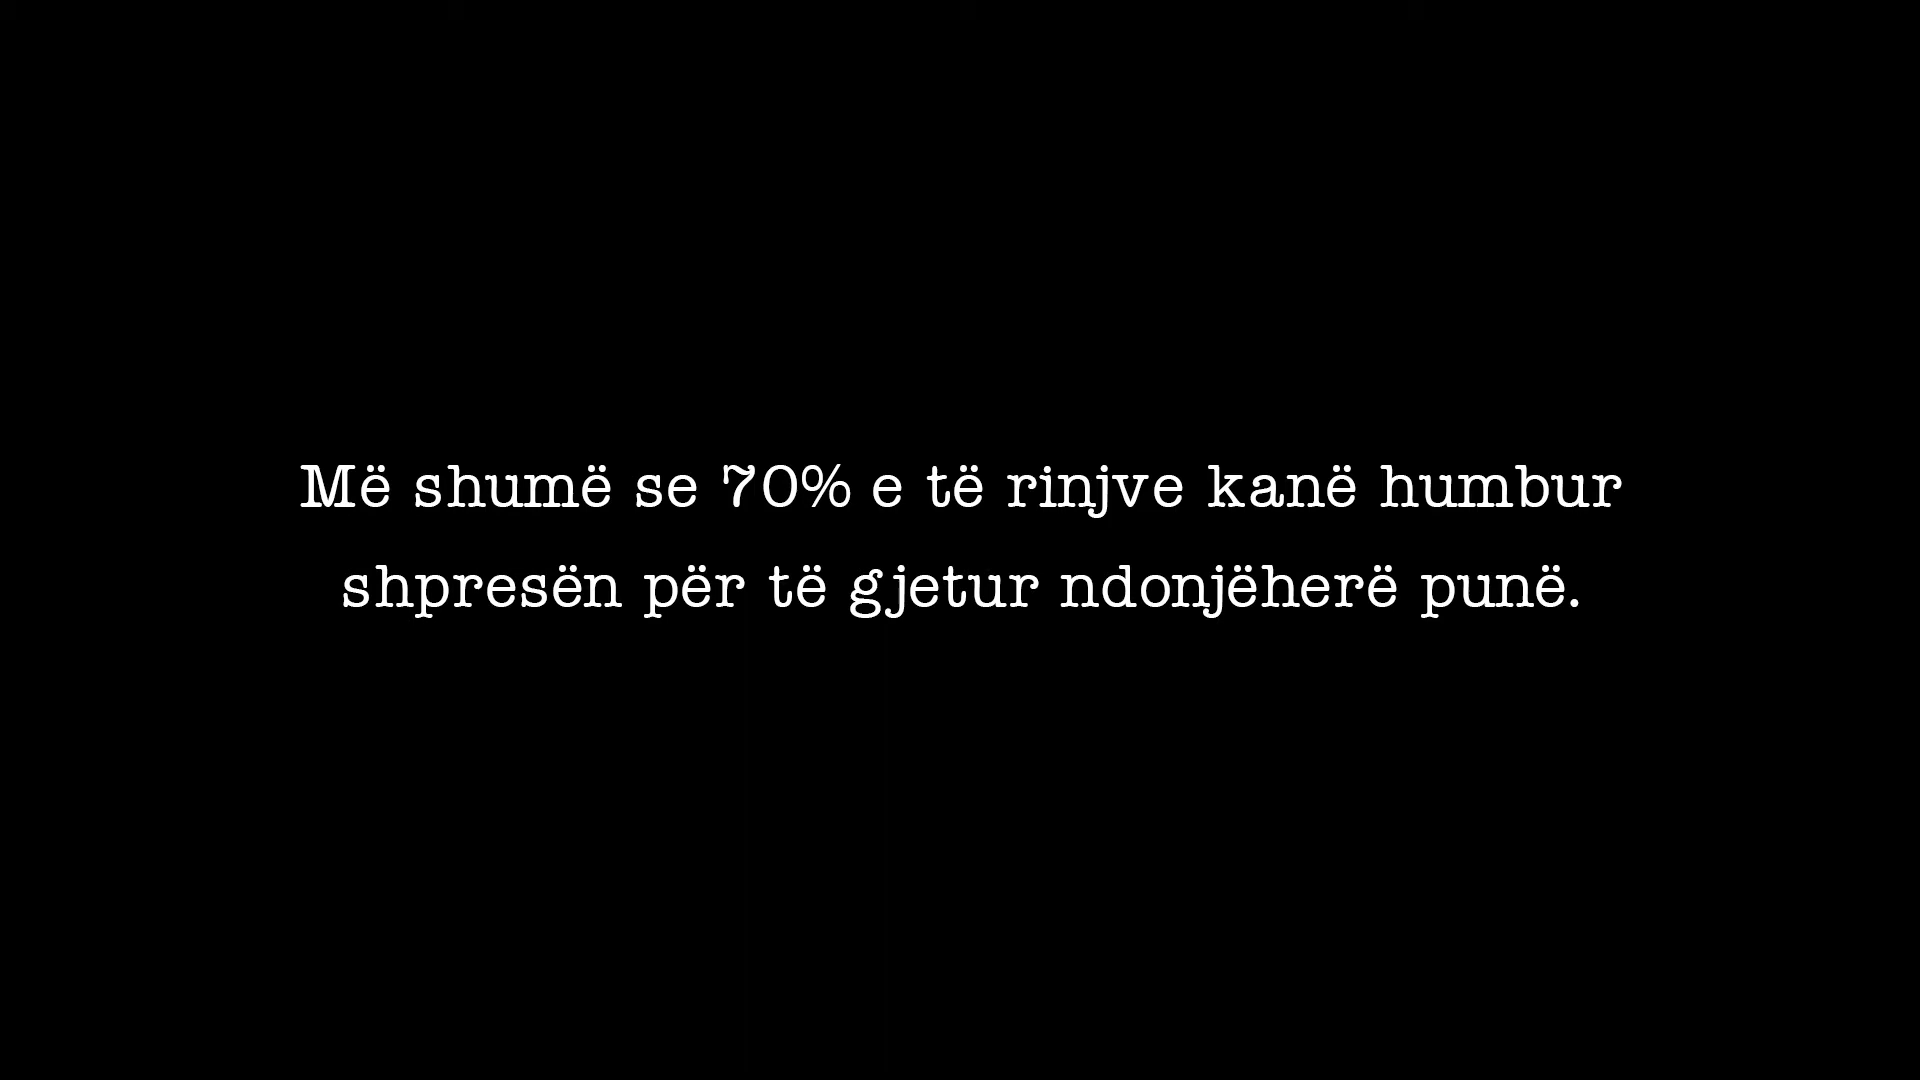 Më shumë se 70% e të rinjve kanë humbur
shpresën për të gjetur ndonjëherë punë.